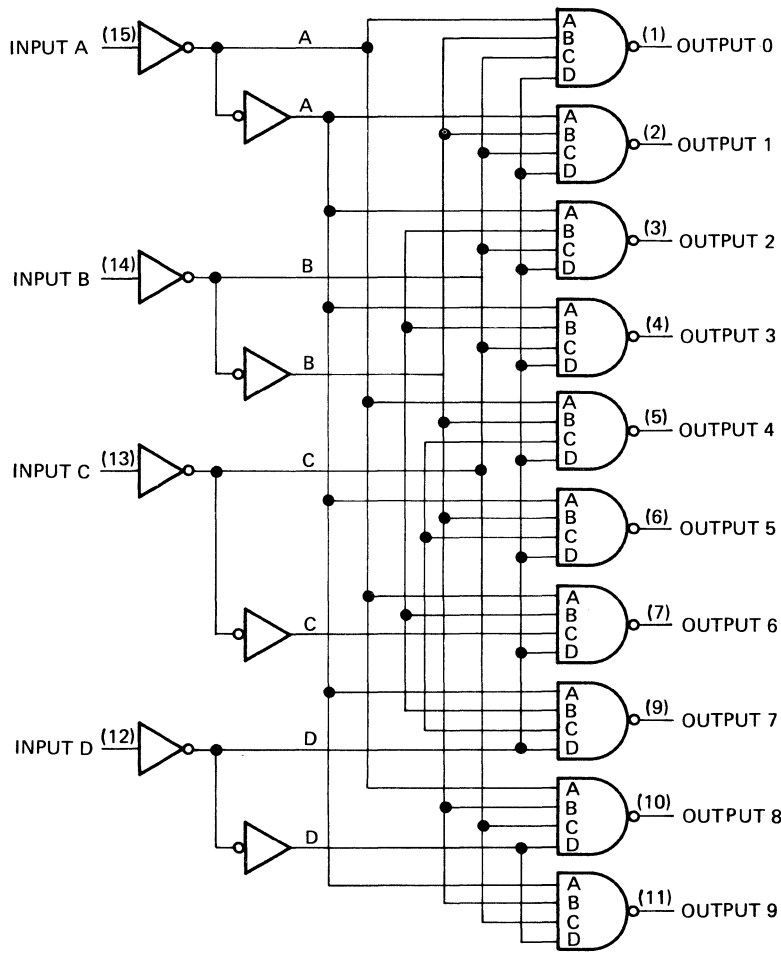 A
B
C
D
(1) OUTPUT 0
INPUT A (15) A
A
A
B
C
D
(2) OUTPUT 1
A
B
C
D
(3) OUTPUT 2
INPUT B (14) B
A
B
C
D
(4) OUTPUT 3
B
A
B
C
D
(5) OUTPUT 4
INPUT C (13) C
A
B
C
D
(6) OUTPUT 5
A
B
C
D
(7) OUTPUT 6
C
A
B
C
D
(9) OUTPUT 7
INPUT D (12) D
A
B
C
D
(10) OUTPUT 8
D
A
B
C
D
(11) OUTPUT 9